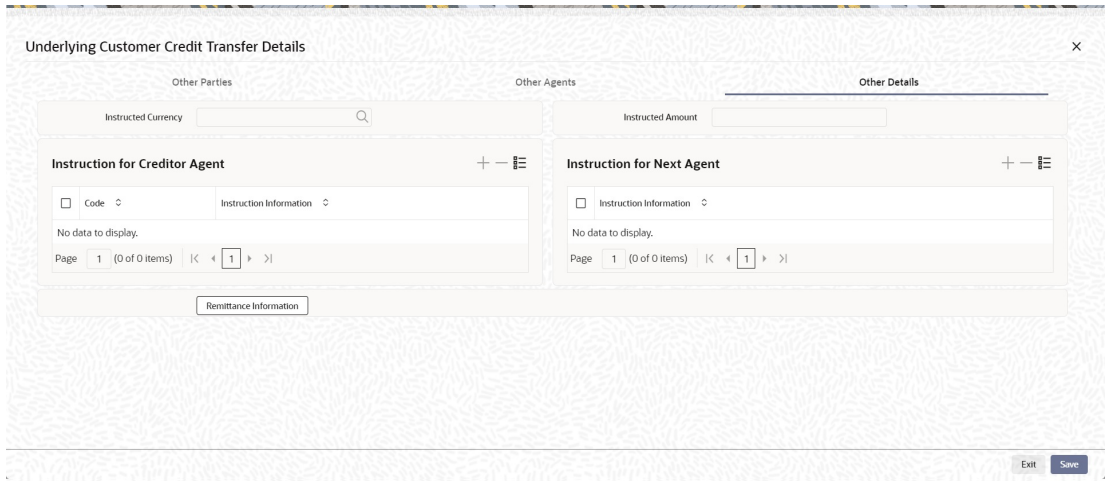 Underlying Customer Credit Transfer Details
Other Parties Other Agents Other Details
Instructed Currency Instructed Amount
Instruction for Creditor Agent
Code Instruction Information
No data to display.
Page 1 (0 of 0 items) 1
Instruction for Next Agent
Instruction Information
No data to display.
Page 1 (0 of 0 items) 1
Remittance Information
Exit Save